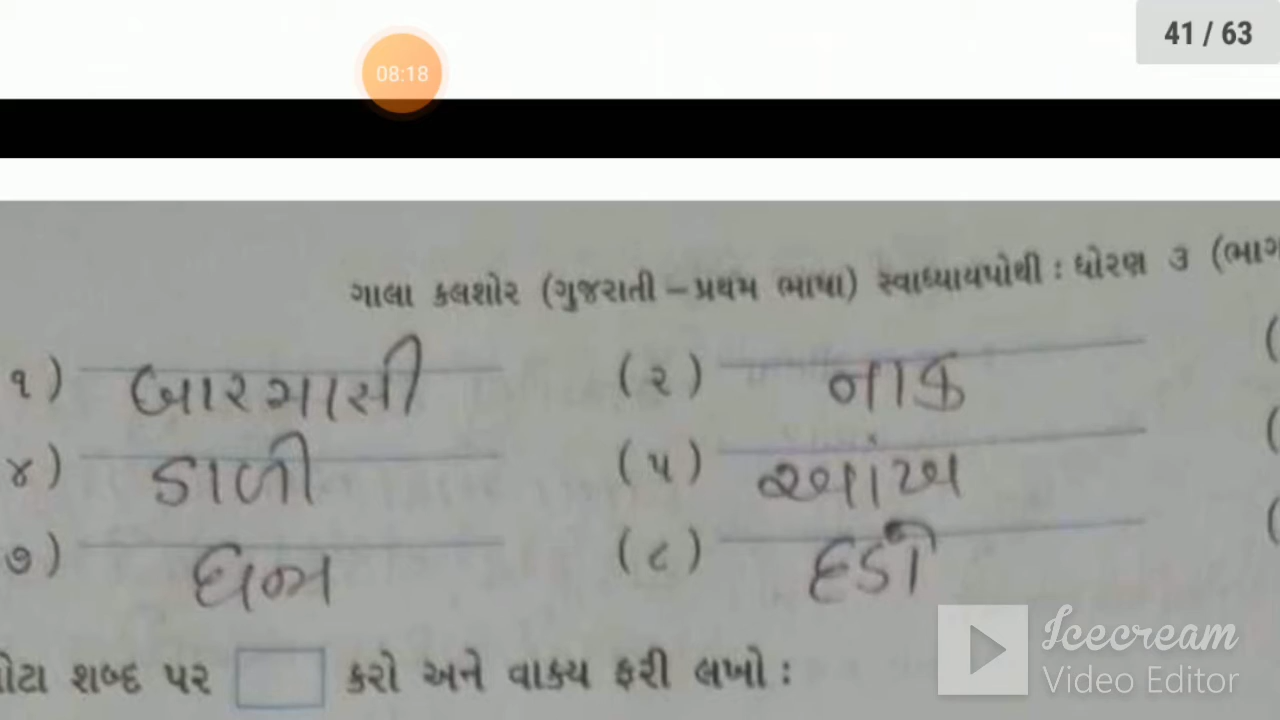 41 / 63
08:18
ગાલા કલશોર (ગુજરાતી – પ્રથમ ભાષા) સ્વાધ્યાયપોથી : ધોરણ ૩ (ભાગ
૧) બારમાસી (૨) નાક (
૪) ડાળી (૫) આંખ (
૭) (૮) દડો (
ોટા શબ્દ પર કરો અને વાક્ય ફરી લખો :
Icecream
Video Editor